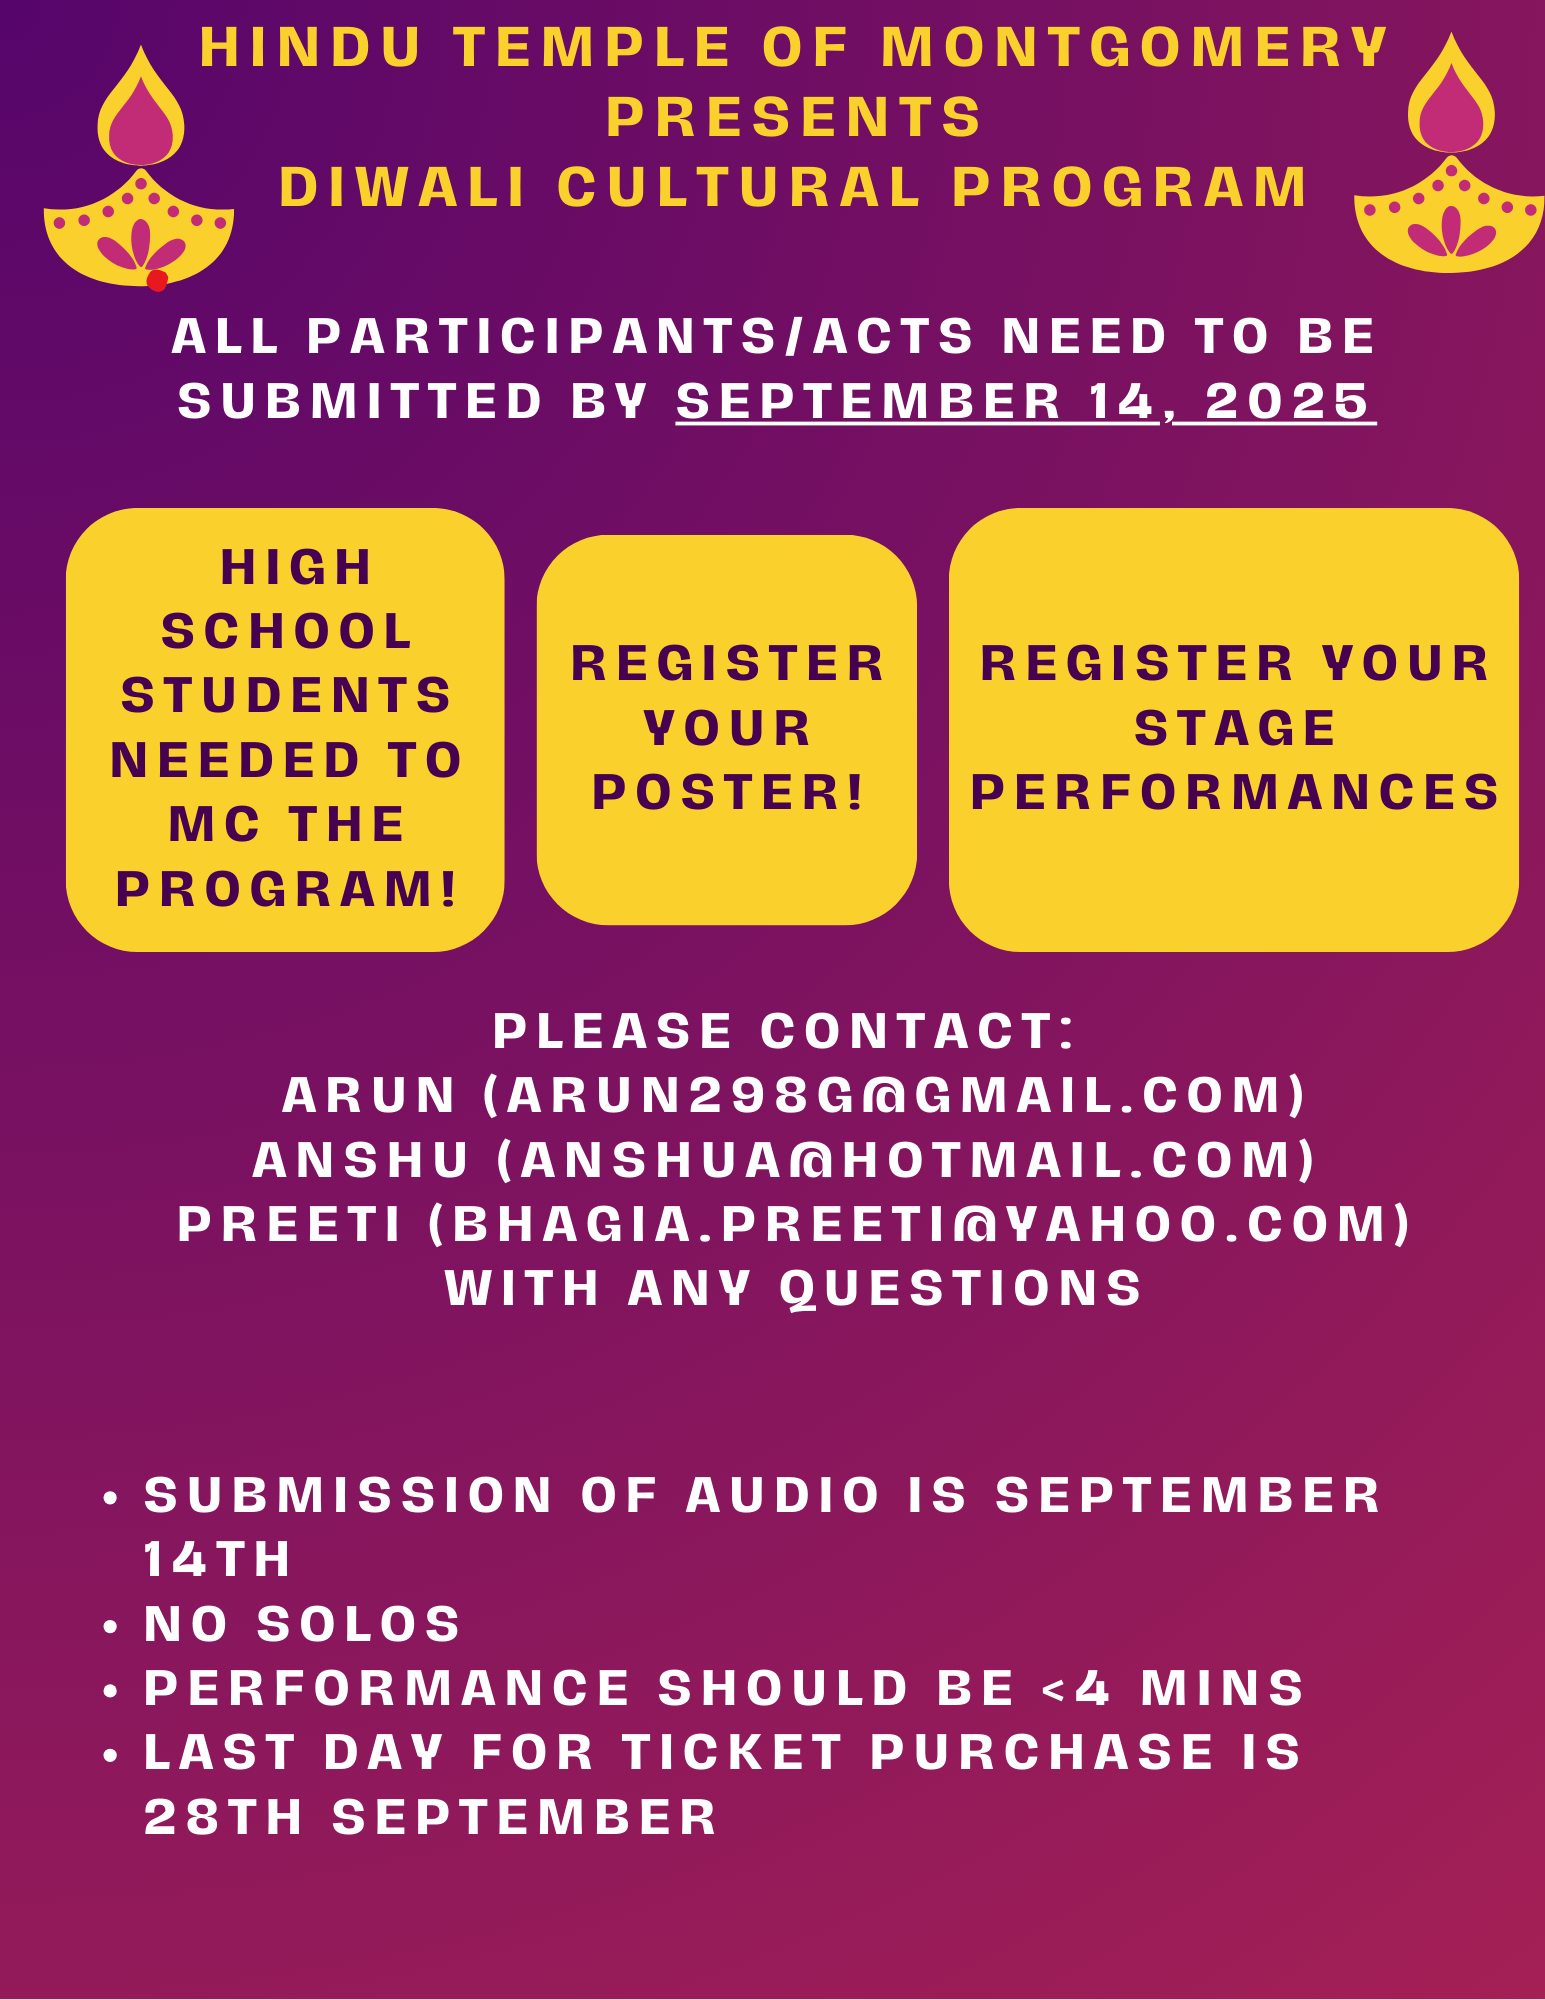 HINDU TEMPLE OF MONTGOMERY
PRESENTS
DIWALI CULTURAL PROGRAM
ALL PARTICIPANTS/ACTS NEED TO BE
SUBMITTED BY SEPTEMBER 14, 2025
HIGH
SCHOOL
STUDENTS
NEEDED TO
MC THE
PROGRAM!
REGISTER
YOUR
POSTER!
REGISTER YOUR
STAGE
PERFORMANCES
PLEASE CONTACT:
ARUN (ARUN298G@GMAIL.COM)
ANSHU (ANSHUA@HOTMAIL.COM)
PREETI (BHAGIA.PREETI@YAHOO.COM)
WITH ANY QUESTIONS
• SUBMISSION OF AUDIO IS SEPTEMBER
14TH
• NO SOLOS
• PERFORMANCE SHOULD BE <4 MINS
• LAST DAY FOR TICKET PURCHASE IS
28TH SEPTEMBER